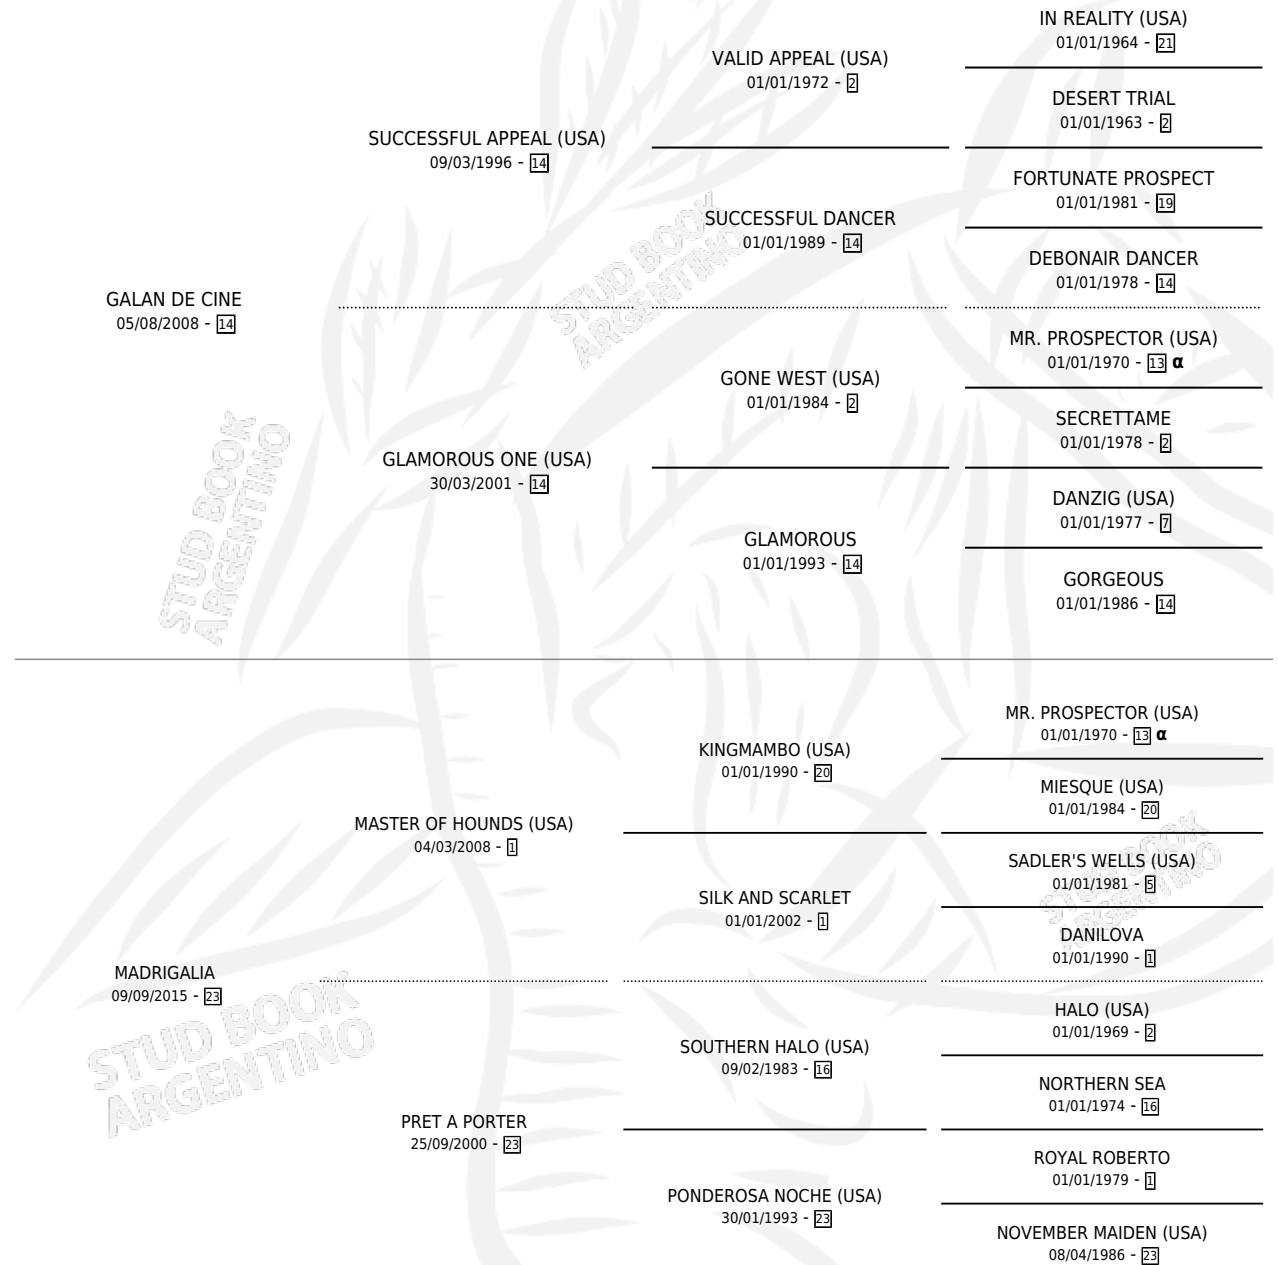 IN REALITY (USA)
01/01/1964 - 21
VALID APPEAL (USA)
01/01/1972 - 2
DESERT TRIAL
01/01/1963 - 2
SUCCESSFUL APPEAL (USA)
09/03/1996 - 14
FORTUNATE PROSPECT
01/01/1981 - 19
SUCCESSFUL DANCER
01/01/1989 - 14
DEBONAIR DANCER
01/01/1978 - 14
GALAN DE CINE
05/08/2008 - 14
MR. PROSPECTOR (USA)
01/01/1970 - 13 α
GONE WEST (USA)
01/01/1984 - 2
SECRETTAME
01/01/1978 - 2
GLAMOROUS ONE (USA)
30/03/2001 - 14
DANZIG (USA)
01/01/1977 - 7
GLAMOROUS
01/01/1993 - 14
GORGEOUS
01/01/1986 - 14
MR. PROSPECTOR (USA)
01/01/1970 - 13 α
KINGMAMBO (USA)
01/01/1990 - 20
MIESQUE (USA)
01/01/1984 - 20
MASTER OF HOUNDS (USA)
04/03/2008 - 1
SADLER'S WELLS (USA)
01/01/1981 - 5
SILK AND SCARLET
01/01/2002 - 1
DANILOVA
01/01/1990 - 1
MADRIGALIA
09/09/2015 - 23
HALO (USA)
01/01/1969 - 2
SOUTHERN HALO (USA)
09/02/1983 - 16
NORTHERN SEA
01/01/1974 - 16
PRET A PORTER
25/09/2000 - 23
ROYAL ROBERTO
01/01/1979 - 1
PONDEROSA NOCHE (USA)
30/01/1993 - 23
NOVEMBER MAIDEN (USA)
08/04/1986 - 23
STUD BOOK
ARGENTINO
STUD BOOK
ARGENTINO
STUD BOOK
ARGENTINO
STUD BOOK
ARGENTINO